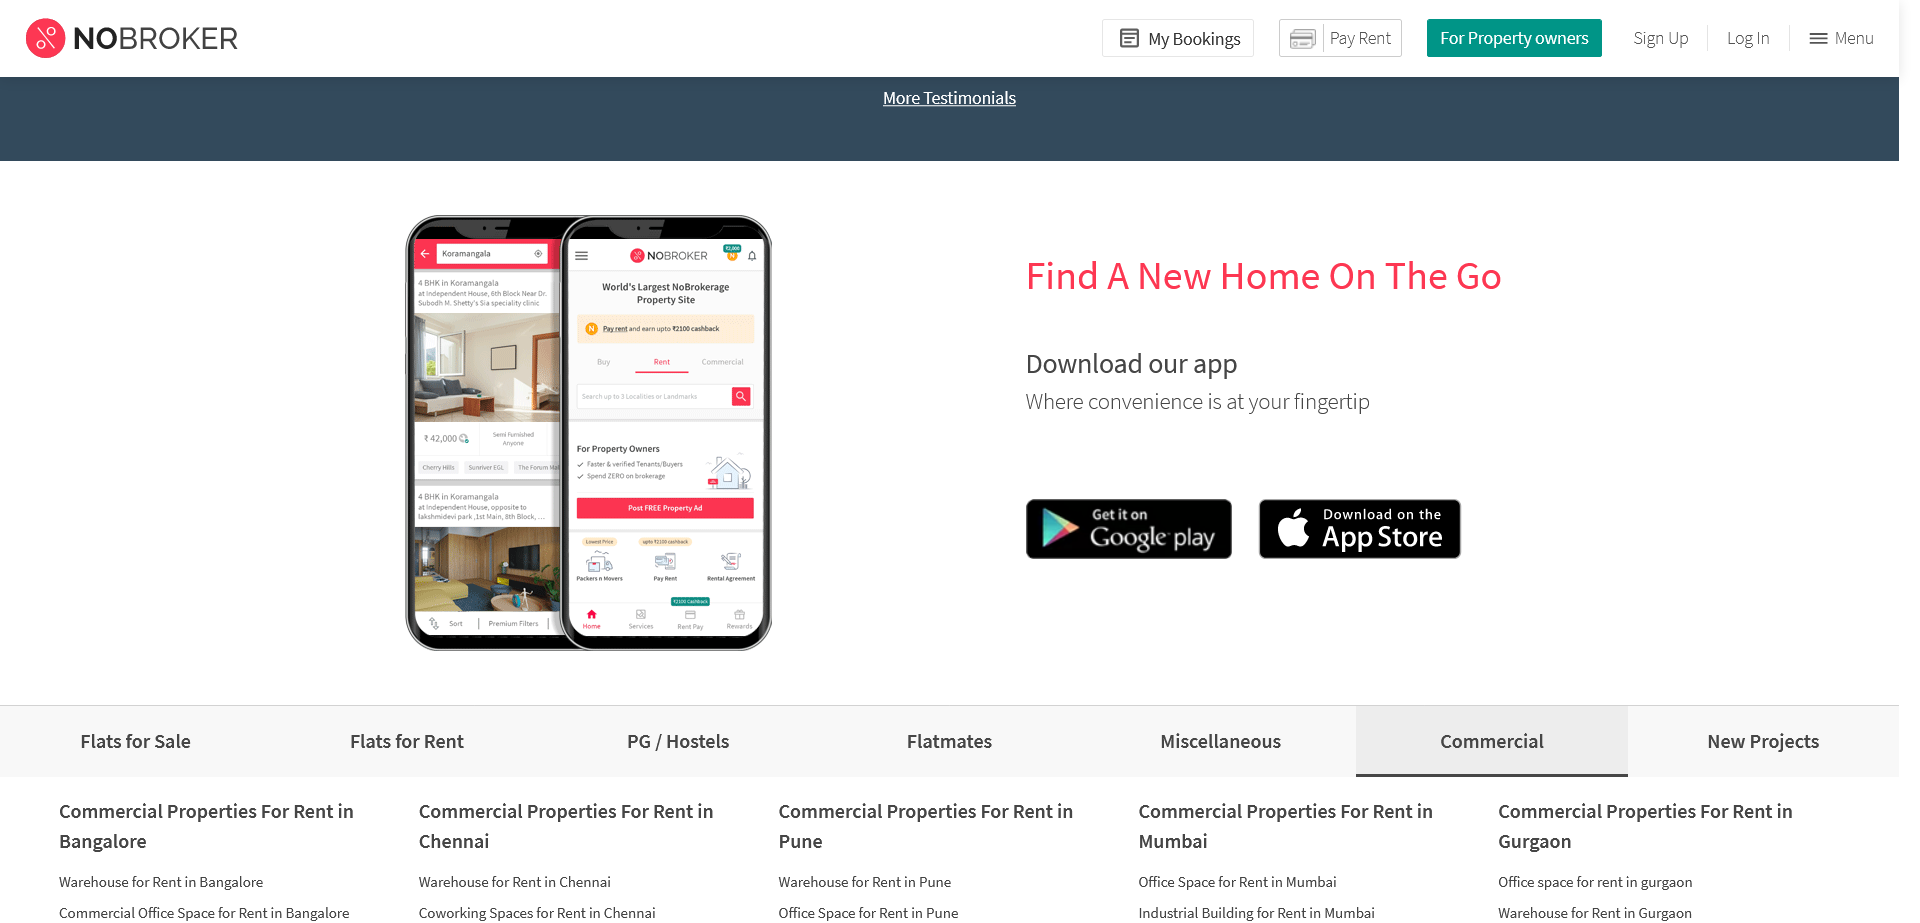 NOBROKER
My Bookings
Pay Rent
For Property owners
Sign Up
Log In
Menu
More Testimonials
Koramangala
4 BHK in Koramangala
at Independent House, 6th Block Near Dr.
Subodh M. Shetty's Sia speciality clinic
₹ 42,000
Semi Furnished
Anyone
Cherry Hills
Sunriver EGL
The Forum Mal
4 BHK in Koramangala
at Independent House, opposite to
lakshmidevi park ,1st Main, 8th Block, ...
Sort
Premium Filters
NOBROKER
₹2,000
N
World's Largest NoBrokerage
Property Site
N
Pay rent and earn upto ₹2100 cashback
Buy
Rent
Commercial
Search up to 3 Localities or Landmarks
For Property Owners
Faster & verified Tenants/Buyers
Spend ZERO on brokerage
Post FREE Property Ad
Lowest Price
upto ₹2100 cashback
Packers n Movers
Pay Rent
Rental Agreement
₹2100 Cashback
Home
Services
Rent Pay
Rewards
Find A New Home On The Go
Download our app
Where convenience is at your fingertip
Get it on
Google play
Download on the
App Store
Flats for Sale
Flats for Rent
PG / Hostels
Flatmates
Miscellaneous
Commercial
New Projects
Commercial Properties For Rent in
Bangalore
Warehouse for Rent in Bangalore
Commercial Office Space for Rent in Bangalore
Commercial Properties For Rent in
Chennai
Warehouse for Rent in Chennai
Coworking Spaces for Rent in Chennai
Commercial Properties For Rent in
Pune
Warehouse for Rent in Pune
Office Space for Rent in Pune
Commercial Properties For Rent in
Mumbai
Office Space for Rent in Mumbai
Industrial Building for Rent in Mumbai
Commercial Properties For Rent in
Gurgaon
Office space for rent in gurgaon
Warehouse for Rent in Gurgaon